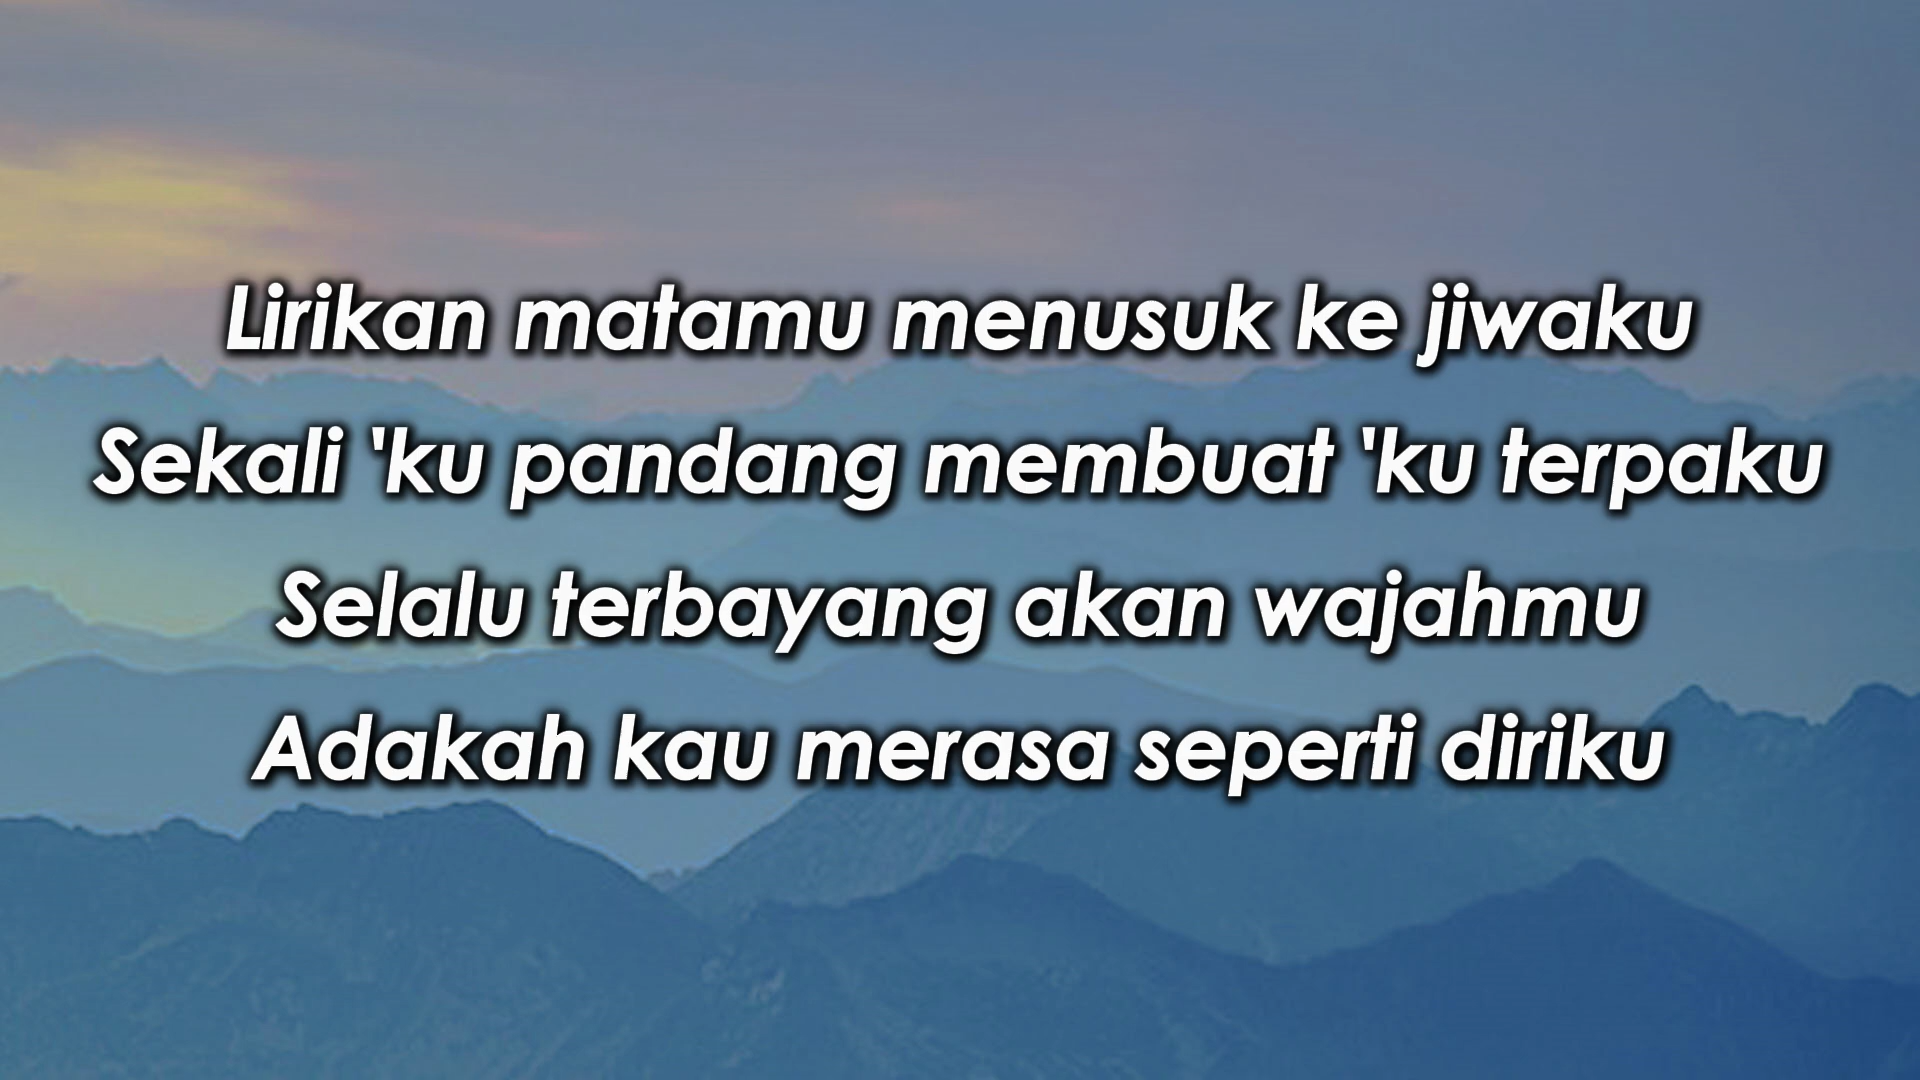 Lirikan matamu menusuk ke jiwaku
Sekali 'ku pandang membuat 'ku terpaku
Selalu terbayang akan wajahmu
Adakah kau merasa seperti diriku